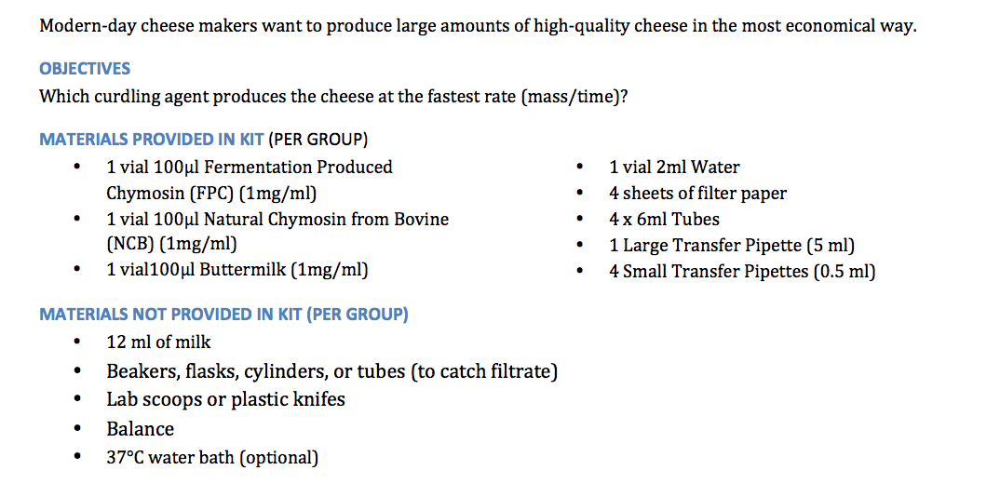 Modern-day cheese makers want to produce large amounts of high-quality cheese in the most economical way.
OBJECTIVES
Which curdling agent produces the cheese at the fastest rate (mass/time)?
MATERIALS PROVIDED IN KIT (PER GROUP)
• 1 vial 100µl Fermentation Produced
Chymosin (FPC) (1mg/ml)
• 1 vial 100µl Natural Chymosin from Bovine
(NCB) (1mg/ml)
• 1 vial100µl Buttermilk (1mg/ml)
• 1 vial 2ml Water
• 4 sheets of filter paper
• 4 x 6ml Tubes
• 1 Large Transfer Pipette (5 ml)
• 4 Small Transfer Pipettes (0.5 ml)
MATERIALS NOT PROVIDED IN KIT (PER GROUP)
• 12 ml of milk
• Beakers, flasks, cylinders, or tubes (to catch filtrate)
• Lab scoops or plastic knifes
• Balance
• 37°C water bath (optional)